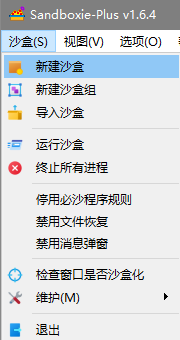 Sandboxie-Plus v1.6.4
沙盒(S) 视图(V) 选项(O)
新建沙盒
新建沙盒组
导入沙盒
运行沙盒
终止所有进程
停用必沙程序规则
禁用文件恢复
禁用消息弹窗
检查窗口是否沙盒化
维护(M)
退出